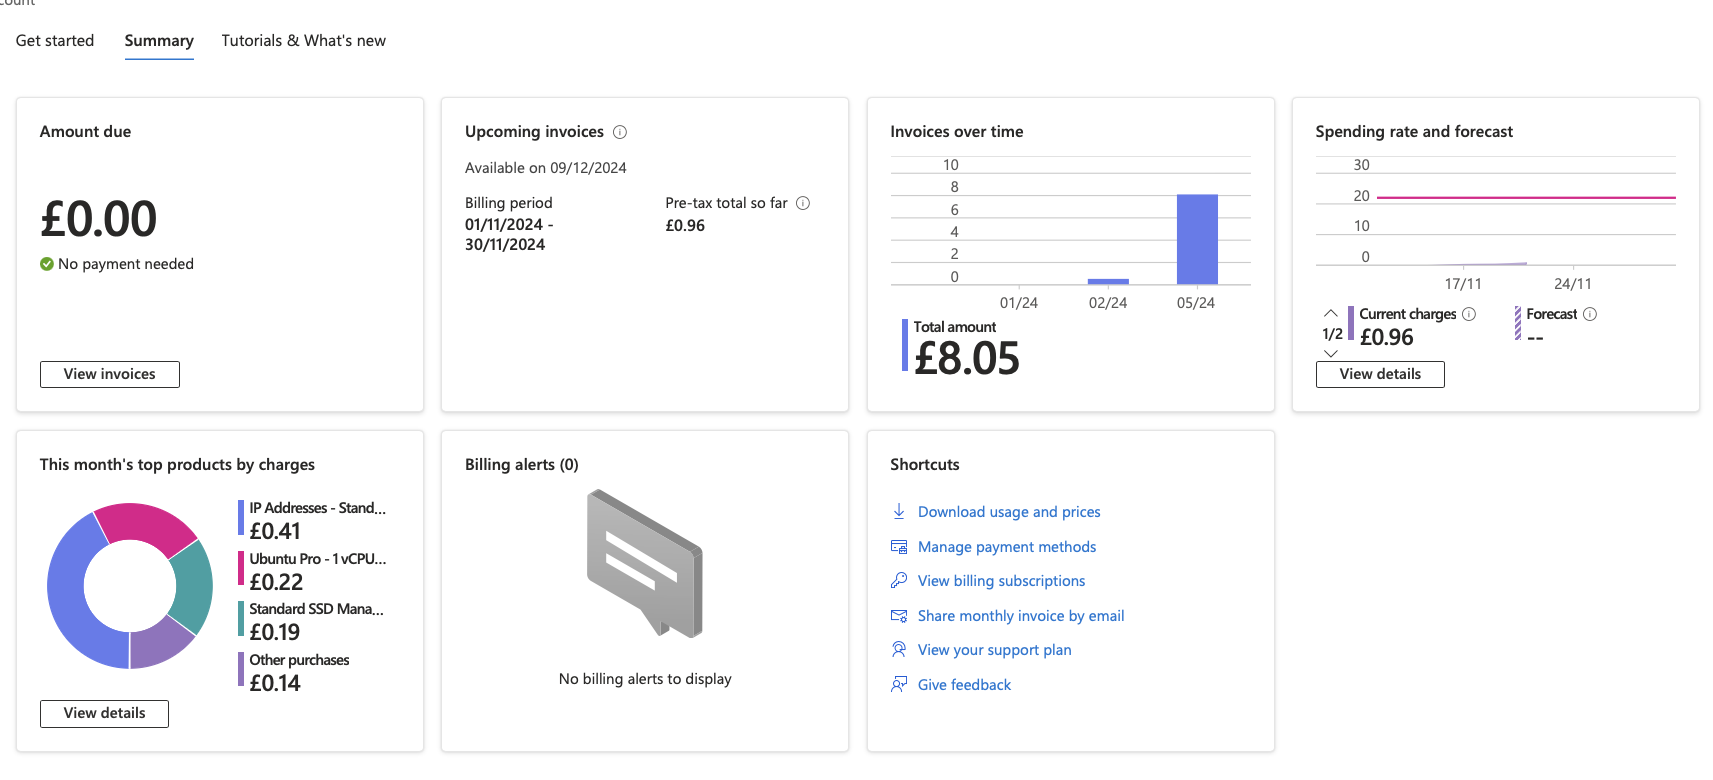 count
Get started
Summary
Tutorials & What's new
Amount due
£0.00
No payment needed
View invoices
Upcoming invoices
Available on 09/12/2024
Billing period
01/11/2024 -
30/11/2024
Pre-tax total so far
£0.96
Invoices over time
10
8
6
4
2
0
01/24
02/24
05/24
Total amount
£8.05
Spending rate and forecast
30
20
10
0
17/11
24/11
1/2
Current charges
£0.96
Forecast
--
View details
This month's top products by charges
IP Addresses - Stand...
£0.41
Ubuntu Pro - 1 vCPU...
£0.22
Standard SSD Mana...
£0.19
Other purchases
£0.14
View details
Billing alerts (0)
No billing alerts to display
Shortcuts
Download usage and prices
Manage payment methods
View billing subscriptions
Share monthly invoice by email
View your support plan
Give feedback